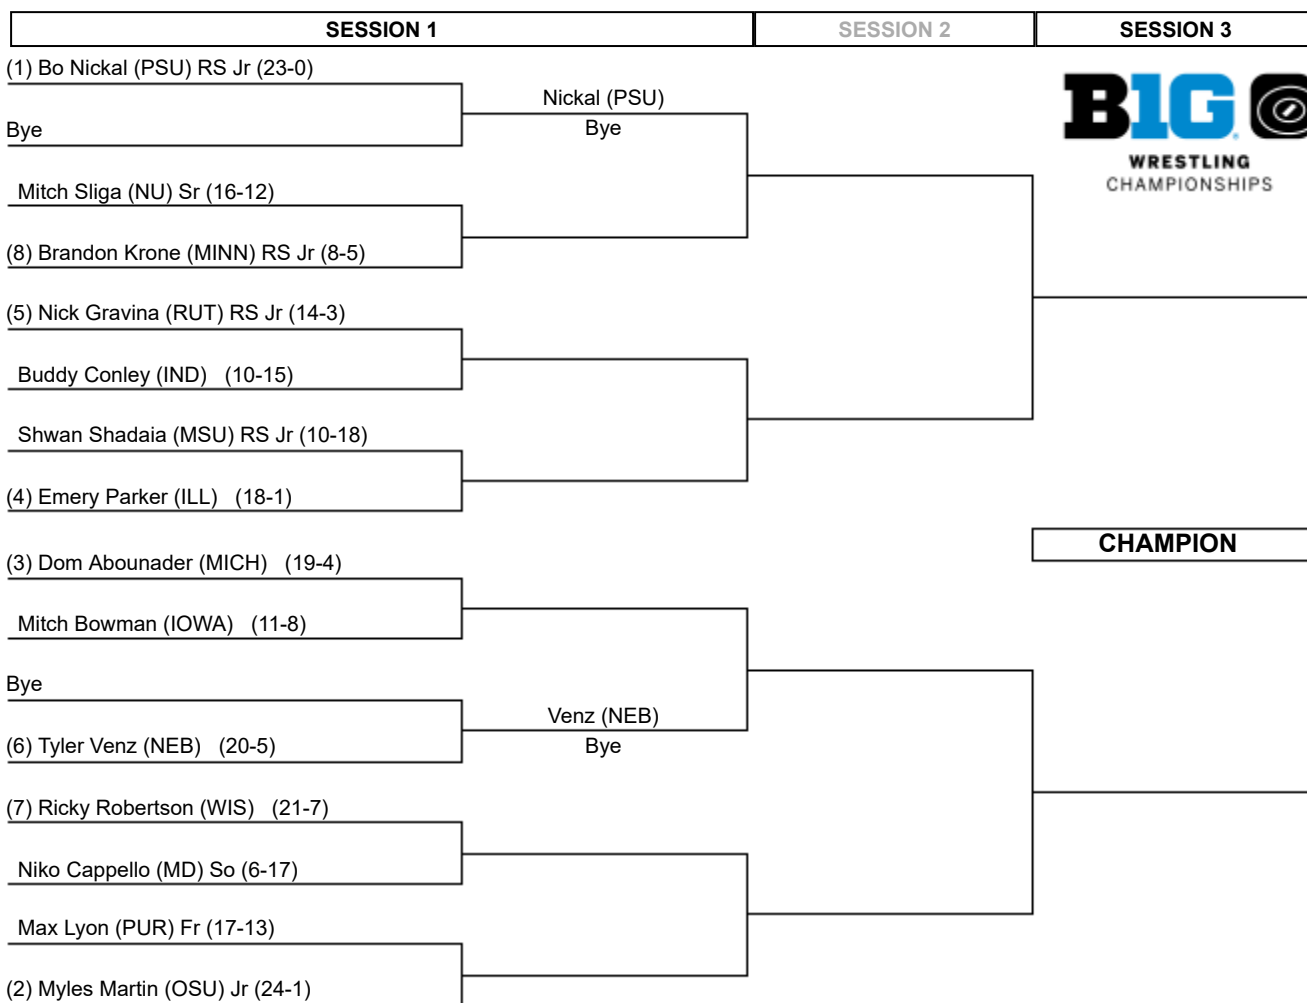 SESSION 1
SESSION 2
SESSION 3
(1) Bo Nickal (PSU) RS Jr (23-0)
Nickal (PSU)
Bye
Bye
Mitch Sliga (NU) Sr (16-12)
(8) Brandon Krone (MINN) RS Jr (8-5)
(5) Nick Gravina (RUT) RS Jr (14-3)
Buddy Conley (IND) (10-15)
Shwan Shadaia (MSU) RS Jr (10-18)
(4) Emery Parker (ILL) (18-1)
(3) Dom Abounader (MICH) (19-4)
Mitch Bowman (IOWA) (11-8)
Bye
Venz (NEB)
Bye
(6) Tyler Venz (NEB) (20-5)
(7) Ricky Robertson (WIS) (21-7)
Niko Cappello (MD) So (6-17)
Max Lyon (PUR) Fr (17-13)
(2) Myles Martin (OSU) Jr (24-1)
B1G
WRESTLING
CHAMPIONSHIPS
CHAMPION